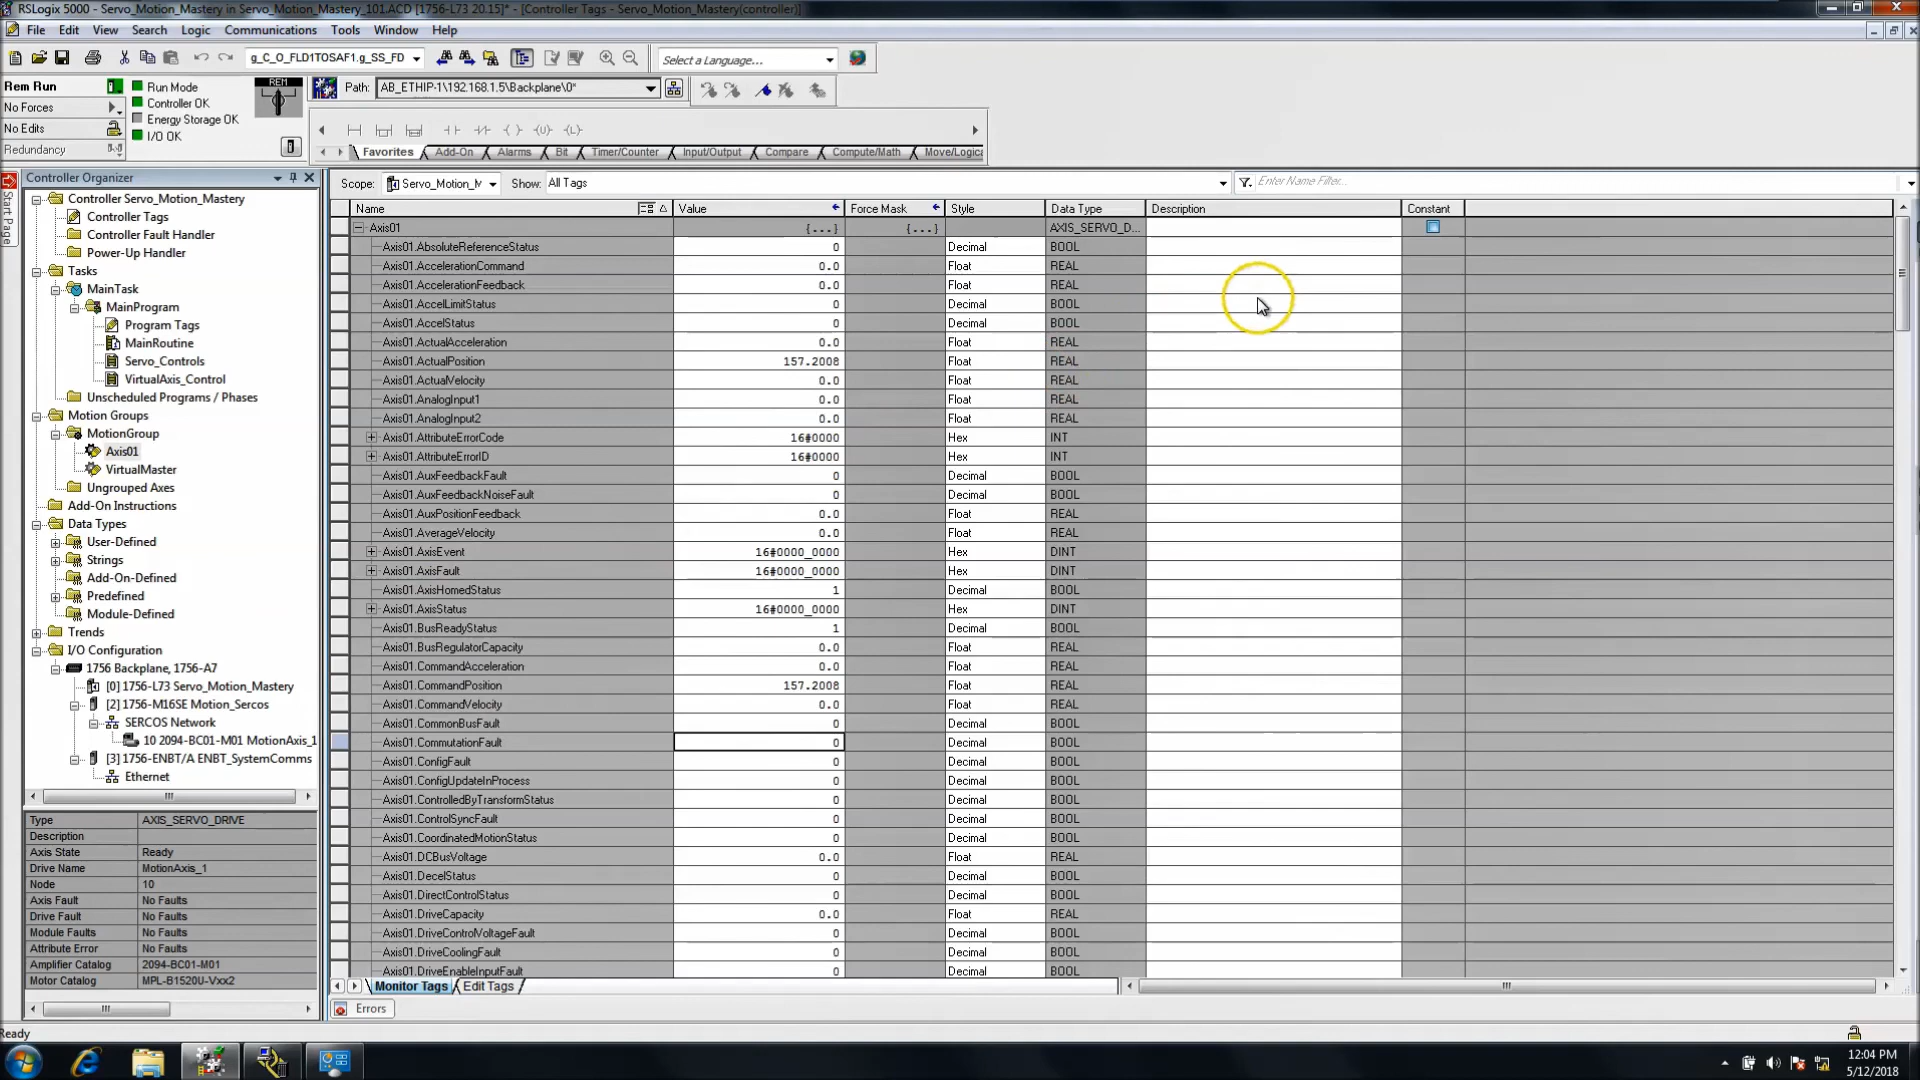 RSLogix 5000 - Servo_Motion_Mastery in Servo_Motion_Mastery_101.ACD [1756-L73 20.15]* - [Controller Tags - Servo_Motion_Mastery(controller)]
File Edit View Search Logic Communications Tools Window Help
g_C_O_FLD1TOSAF1.g_SS_FD
Select a Language...
Rem Run
No Forces
No Edits
Redundancy
Run Mode
Controller OK
Energy Storage OK
I/O OK
REM
Path: AB_ETHIP-1\192.168.1.5\Backplane\0*
Favorites Add-On Alarms Bit Timer/Counter Input/Output Compare Compute/Math Move/Logica
Start Page
Controller Organizer
Controller Servo_Motion_Mastery
Controller Tags
Controller Fault Handler
Power-Up Handler
Tasks
MainTask
MainProgram
Program Tags
MainRoutine
Servo_Controls
VirtualAxis_Control
Unscheduled Programs / Phases
Motion Groups
MotionGroup
Axis01
VirtualMaster
Ungrouped Axes
Add-On Instructions
Data Types
User-Defined
Strings
Add-On-Defined
Predefined
Module-Defined
Trends
I/O Configuration
1756 Backplane, 1756-A7
[0] 1756-L73 Servo_Motion_Mastery
[2] 1756-M16SE Motion_Sercos
SERCOS Network
10 2094-BC01-M01 MotionAxis_1
[3] 1756-ENBT/A ENBT_SystemComms
Ethernet
Type AXIS_SERVO_DRIVE
Description
Axis State Ready
Drive Name MotionAxis_1
Node 10
Axis Fault No Faults
Drive Fault No Faults
Module Faults No Faults
Attribute Error No Faults
Amplifier Catalog 2094-BC01-M01
Motor Catalog MPL-B1520U-Vxx2
Scope: Servo_Motion_M Show: All Tags Enter Name Filter...
Name Value Force Mask Style Data Type Description Constant
Axis01 {...} {...} AXIS_SERVO_D...
Axis01.AbsoluteReferenceStatus 0 Decimal BOOL
Axis01.AccelerationCommand 0.0 Float REAL
Axis01.AccelerationFeedback 0.0 Float REAL
Axis01.AccelLimitStatus 0 Decimal BOOL
Axis01.AccelStatus 0 Decimal BOOL
Axis01.ActualAcceleration 0.0 Float REAL
Axis01.ActualPosition 157.2008 Float REAL
Axis01.ActualVelocity 0.0 Float REAL
Axis01.AnalogInput1 0.0 Float REAL
Axis01.AnalogInput2 0.0 Float REAL
Axis01.AttributeErrorCode 16#0000 Hex INT
Axis01.AttributeErrorID 16#0000 Hex INT
Axis01.AuxFeedbackFault 0 Decimal BOOL
Axis01.AuxFeedbackNoiseFault 0 Decimal BOOL
Axis01.AuxPositionFeedback 0.0 Float REAL
Axis01.AverageVelocity 0.0 Float REAL
Axis01.AxisEvent 16#0000_0000 Hex DINT
Axis01.AxisFault 16#0000_0000 Hex DINT
Axis01.AxisHomedStatus 1 Decimal BOOL
Axis01.AxisStatus 16#0000_0000 Hex DINT
Axis01.BusReadyStatus 1 Decimal BOOL
Axis01.BusRegulatorCapacity 0.0 Float REAL
Axis01.CommandAcceleration 0.0 Float REAL
Axis01.CommandPosition 157.2008 Float REAL
Axis01.CommandVelocity 0.0 Float REAL
Axis01.CommonBusFault 0 Decimal BOOL
Axis01.CommutationFault 0 Decimal BOOL
Axis01.ConfigFault 0 Decimal BOOL
Axis01.ConfigUpdateInProcess 0 Decimal BOOL
Axis01.ControlledByTransformStatus 0 Decimal BOOL
Axis01.ControlSyncFault 0 Decimal BOOL
Axis01.CoordinatedMotionStatus 0 Decimal BOOL
Axis01.DCBusVoltage 0.0 Float REAL
Axis01.DecelStatus 0 Decimal BOOL
Axis01.DirectControlStatus 0 Decimal BOOL
Axis01.DriveCapacity 0.0 Float REAL
Axis01.DriveControlVoltageFault 0 Decimal BOOL
Axis01.DriveCoolingFault 0 Decimal BOOL
Axis01.DriveEnableInputFault 0 Decimal BOOL
Monitor Tags Edit Tags
Errors
Ready
12:04 PM
5/12/2018